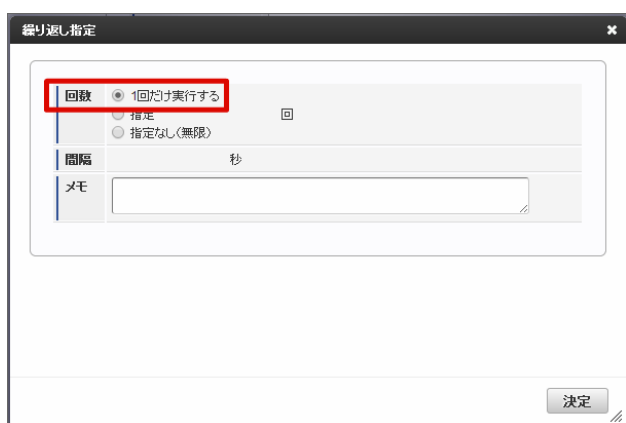 繰り返し指定
回数 1回だけ実行する
指定 回
指定なし(無限)
間隔 秒
メモ
決定